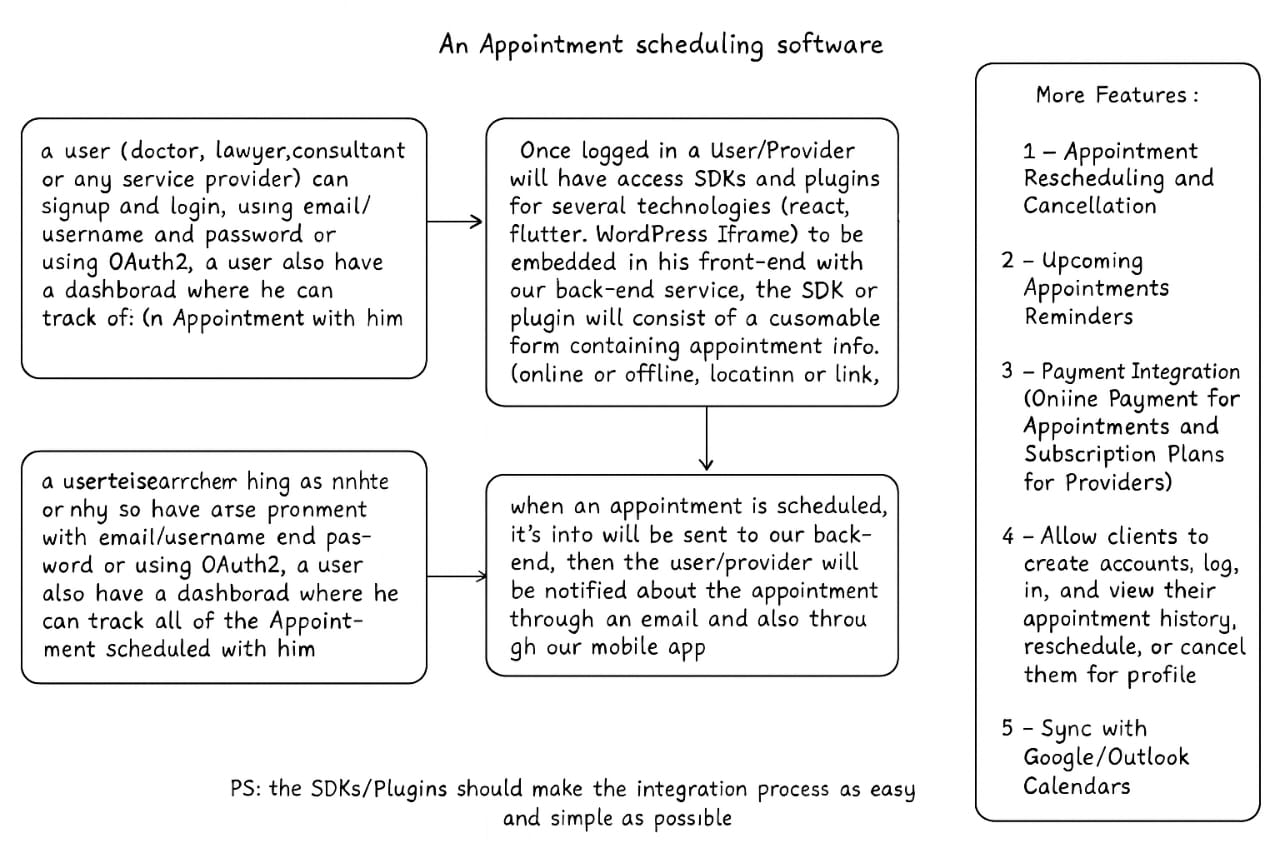 An Appointment scheduling software
a user (doctor, lawyer,consultant
or any service provider) can
signup and login, using email/
username and password or
using OAuth2, a user also have
a dashborad where he can
track of: (n Appointment with him
Once logged in a User/Provider
will have access SDKs and plugins
for several technologies (react,
flutter. WordPress Iframe) to be
embedded in his front-end with
our back-end service, the SDK or
plugin will consist of a cusomable
form containing appointment info.
(online or offline, locatinn or link,
a userteisearrcherr hing as nnhte
or nhy so have arse pronment
with email/username end pas-
word or using OAuth2, a user
also have a dashborad where he
can track all of the Appoint-
ment scheduled with him
when an appointment is scheduled,
it's into will be sent to our back-
end, then the user/provider will
be notified about the appointment
through an email and also throu
gh our mobile app
PS: the SDKs/Plugins should make the integration process as easy
and simple as possible
More Features :
1 – Appointment
Rescheduling and
Cancellation
2 – Upcoming
Appointments
Reminders
3 – Payment Integration
(Oniine Payment for
Appointments and
Subscription Plans
for Providers)
4 – Allow clients to
create accounts, log,
in, and view their
appointment history,
reschedule, or cancel
them for profile
5 – Sync with
Google/Outlook
Calendars